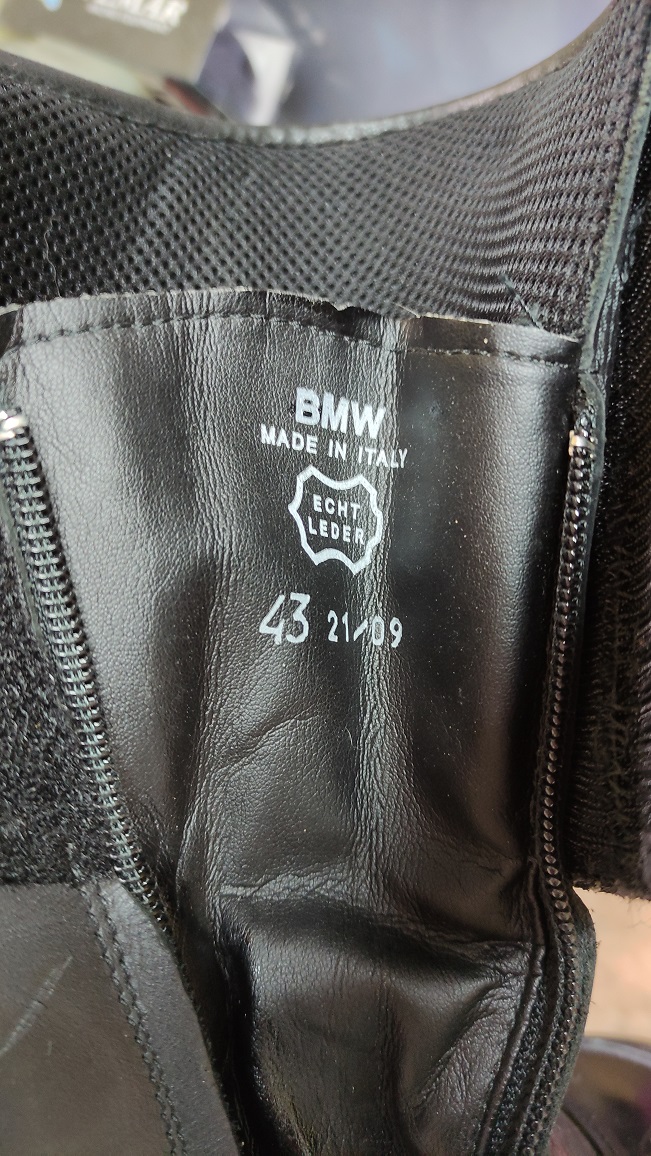 BMW
MADE IN ITALY
ECHT
LEDER
43 21/09